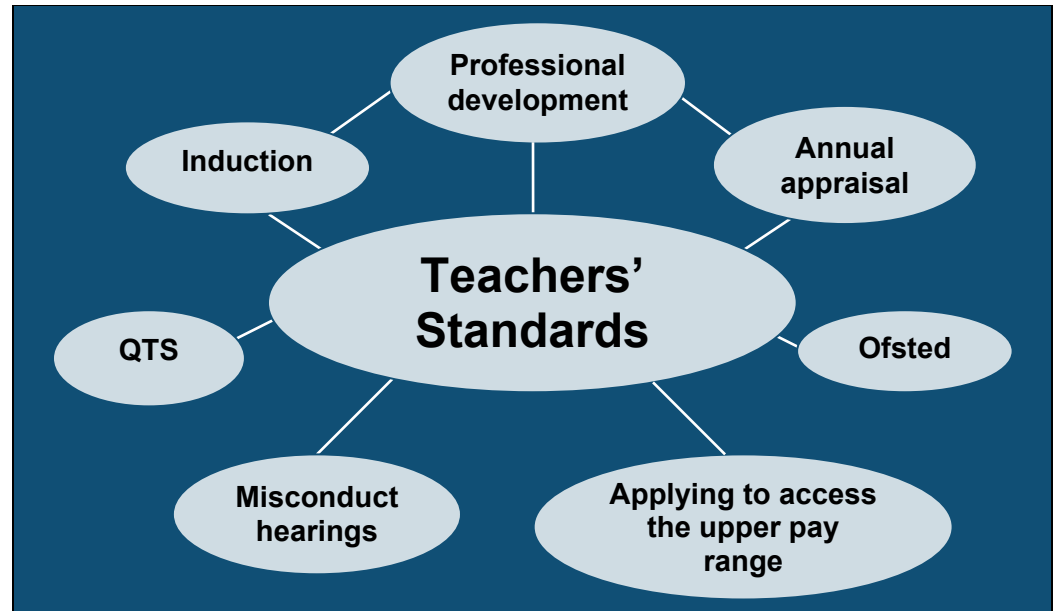 Professional
development
Induction
Annual
appraisal
Teachers’
Standards
QTS
Ofsted
Misconduct
hearings
Applying to access
the upper pay
range